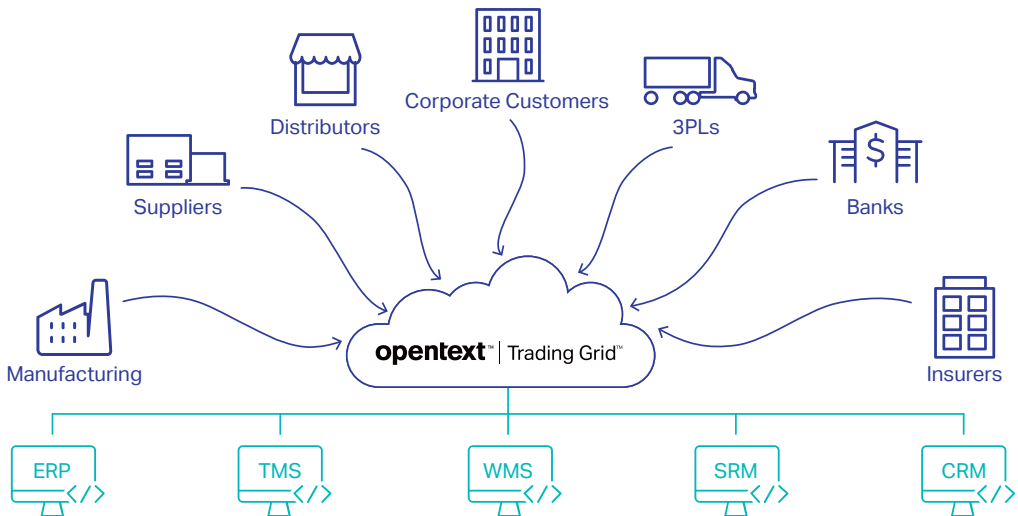 Corporate Customers
Distributors
3PLs
Suppliers
Banks
Manufacturing
Insurers
opentext™ | Trading Grid™
ERP
</>
TMS
</>
WMS
</>
SRM
</>
CRM
</>